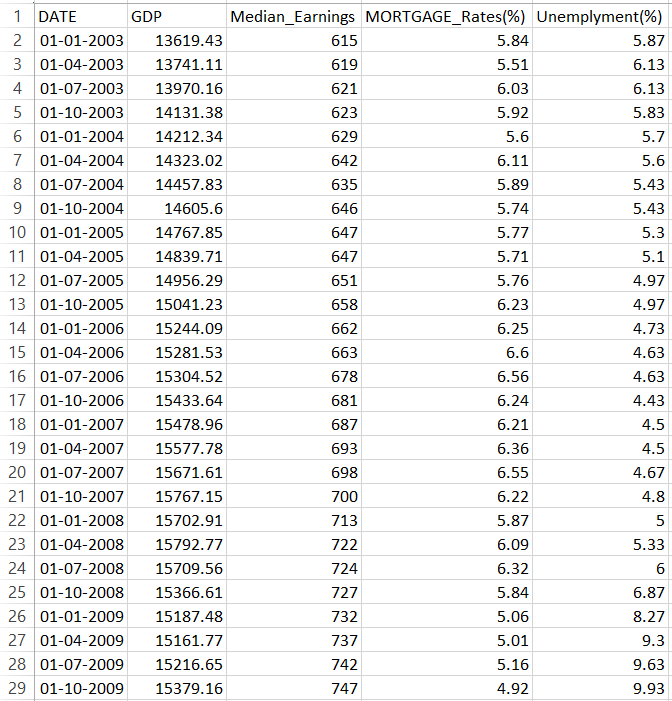 1 DATE GDP Median_Earnings MORTGAGE_Rates(%) Unemplyment(%)
2 01-01-2003 13619.43 615 5.84 5.87
3 01-04-2003 13741.11 619 5.51 6.13
4 01-07-2003 13970.16 621 6.03 6.13
5 01-10-2003 14131.38 623 5.92 5.83
6 01-01-2004 14212.34 629 5.6 5.7
7 01-04-2004 14323.02 642 6.11 5.6
8 01-07-2004 14457.83 635 5.89 5.43
9 01-10-2004 14605.6 646 5.74 5.43
10 01-01-2005 14767.85 647 5.77 5.3
11 01-04-2005 14839.71 647 5.71 5.1
12 01-07-2005 14956.29 651 5.76 4.97
13 01-10-2005 15041.23 658 6.23 4.97
14 01-01-2006 15244.09 662 6.25 4.73
15 01-04-2006 15281.53 663 6.6 4.63
16 01-07-2006 15304.52 678 6.56 4.63
17 01-10-2006 15433.64 681 6.24 4.43
18 01-01-2007 15478.96 687 6.21 4.5
19 01-04-2007 15577.78 693 6.36 4.5
20 01-07-2007 15671.61 698 6.55 4.67
21 01-10-2007 15767.15 700 6.22 4.8
22 01-01-2008 15702.91 713 5.87 5
23 01-04-2008 15792.77 722 6.09 5.33
24 01-07-2008 15709.56 724 6.32 6
25 01-10-2008 15366.61 727 5.84 6.87
26 01-01-2009 15187.48 732 5.06 8.27
27 01-04-2009 15161.77 737 5.01 9.3
28 01-07-2009 15216.65 742 5.16 9.63
29 01-10-2009 15379.16 747 4.92 9.93